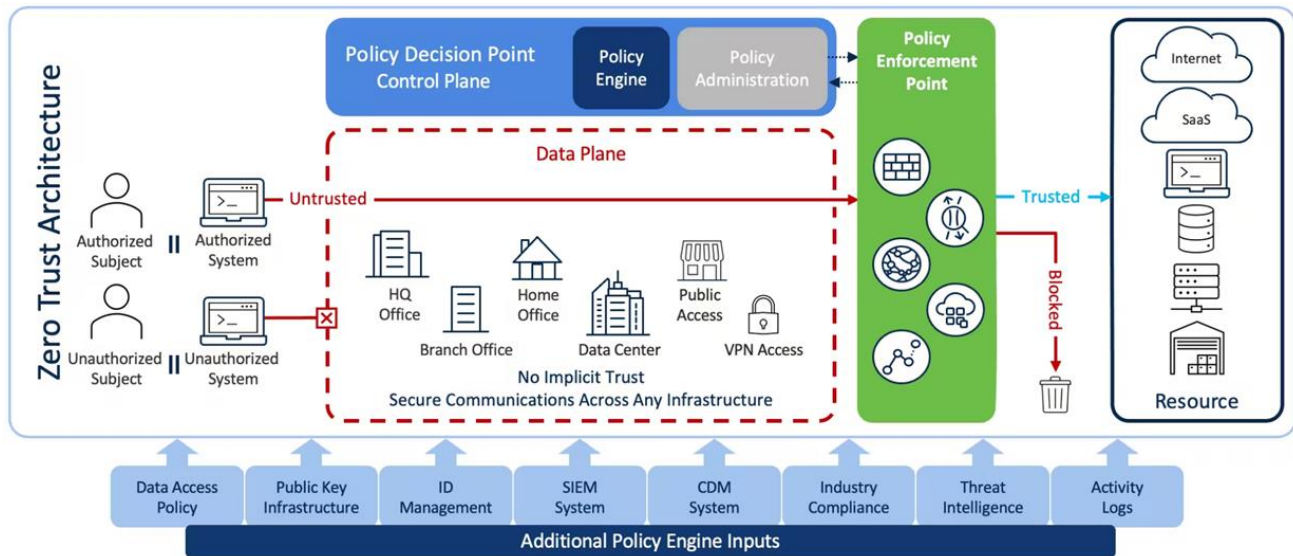 Zero Trust Architecture
Policy Decision Point
Control Plane
Policy
Engine
Policy
Administration
Policy
Enforcement
Point
Internet
SaaS
Data Plane
Untrusted
Trusted
Authorized
Subject
Authorized
System
HQ
Office
Home
Office
Public
Access
Blocked
Branch Office
Data Center
VPN Access
Unauthorized
Subject
Unauthorized
System
No Implicit Trust
Secure Communications Across Any Infrastructure
Resource
Data Access
Policy
Public Key
Infrastructure
ID
Management
SIEM
System
CDM
System
Industry
Compliance
Threat
Intelligence
Activity
Logs
Additional Policy Engine Inputs